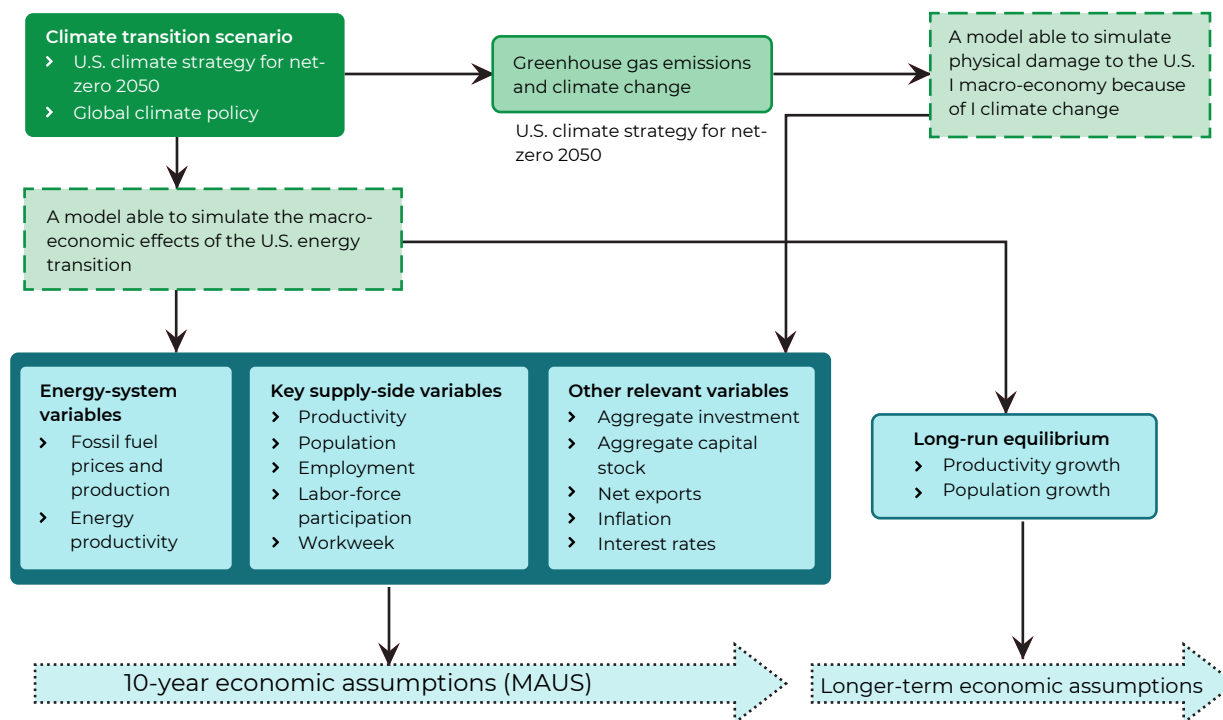 Climate transition scenario
U.S. climate strategy for net-
zero 2050
Global climate policy
Greenhouse gas emissions
and climate change
U.S. climate strategy for net-
zero 2050
A model able to simulate
physical damage to the U.S.
l macro-economy because
of I climate change
A model able to simulate the macro-
economic effects of the U.S. energy
transition
Energy-system
variables
Fossil fuel
prices and
production
Energy
productivity
Key supply-side variables
Productivity
Population
Employment
Labor-force
participation
Workweek
Other relevant variables
Aggregate investment
Aggregate capital
stock
Net exports
Inflation
Interest rates
Long-run equilibrium
Productivity growth
Population growth
10-year economic assumptions (MAUS)
Longer-term economic assumptions